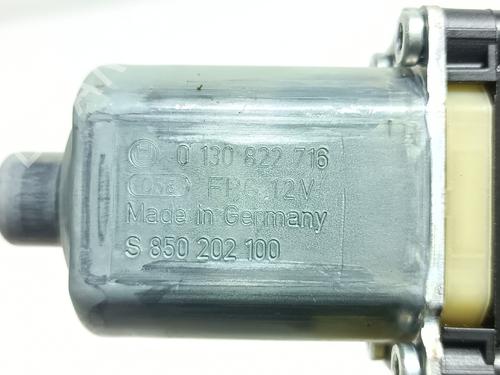 0 130 822 716
FPG 12V
Made in Germany
S 850 202 100